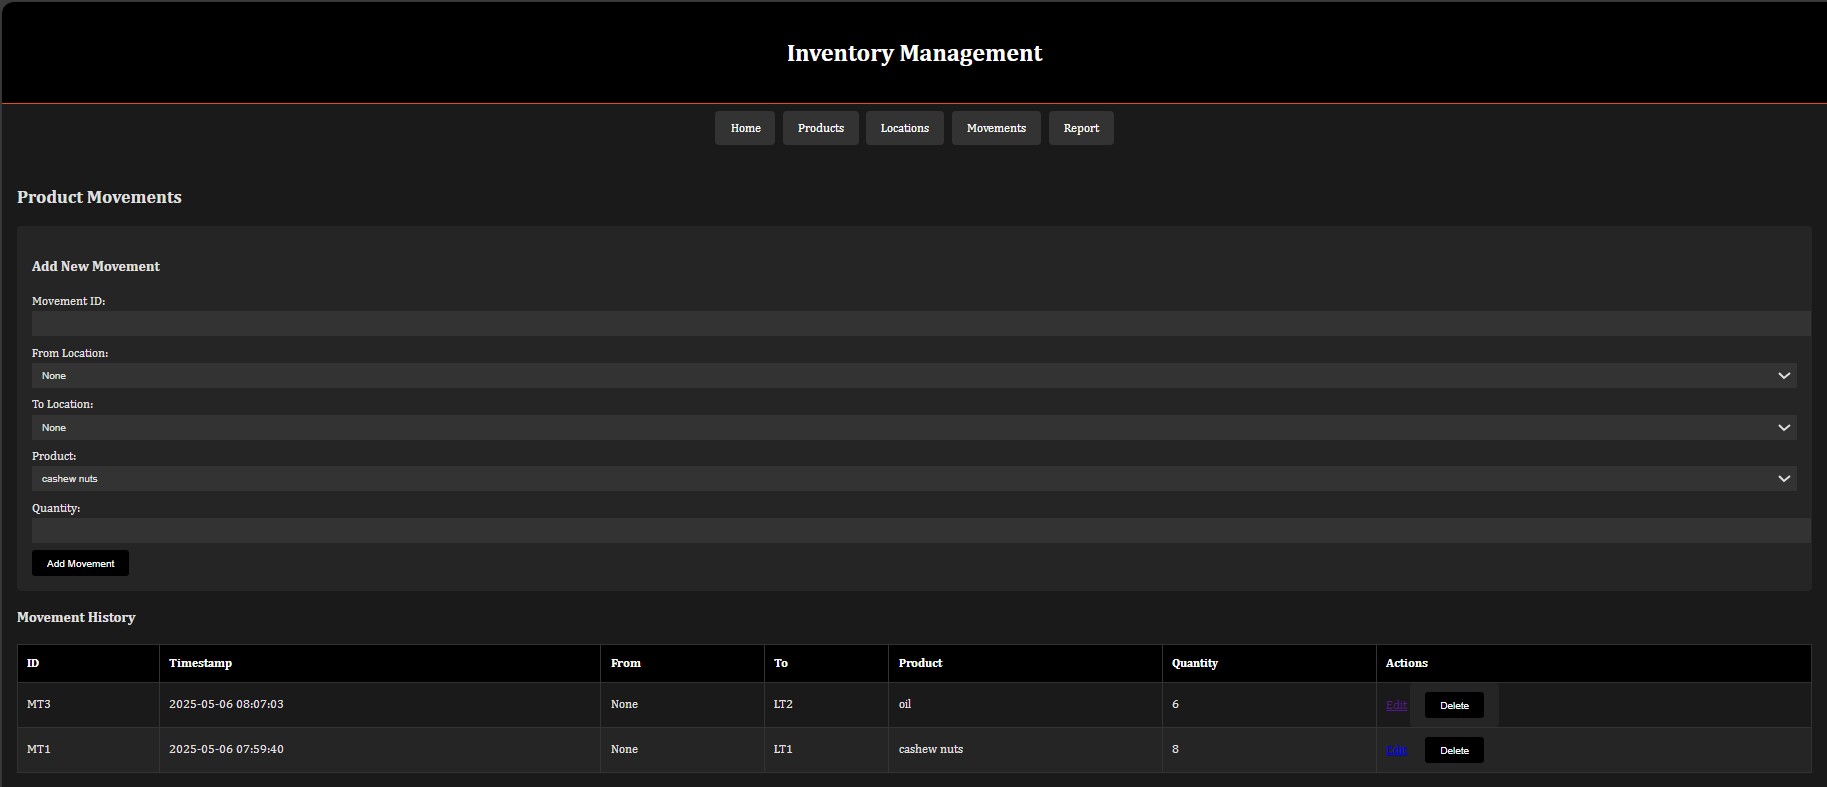 Inventory Management
Home Products Locations Movements Report
Product Movements
Add New Movement
Movement ID:
From Location:
None
To Location:
None
Product:
cashew nuts
Quantity:
Add Movement
Movement History
ID Timestamp From To Product Quantity Actions
MT3 2025-05-06 08:07:03 None LT2 oil 6 Edit Delete
MT1 2025-05-06 07:59:40 None LT1 cashew nuts 8 Edit Delete